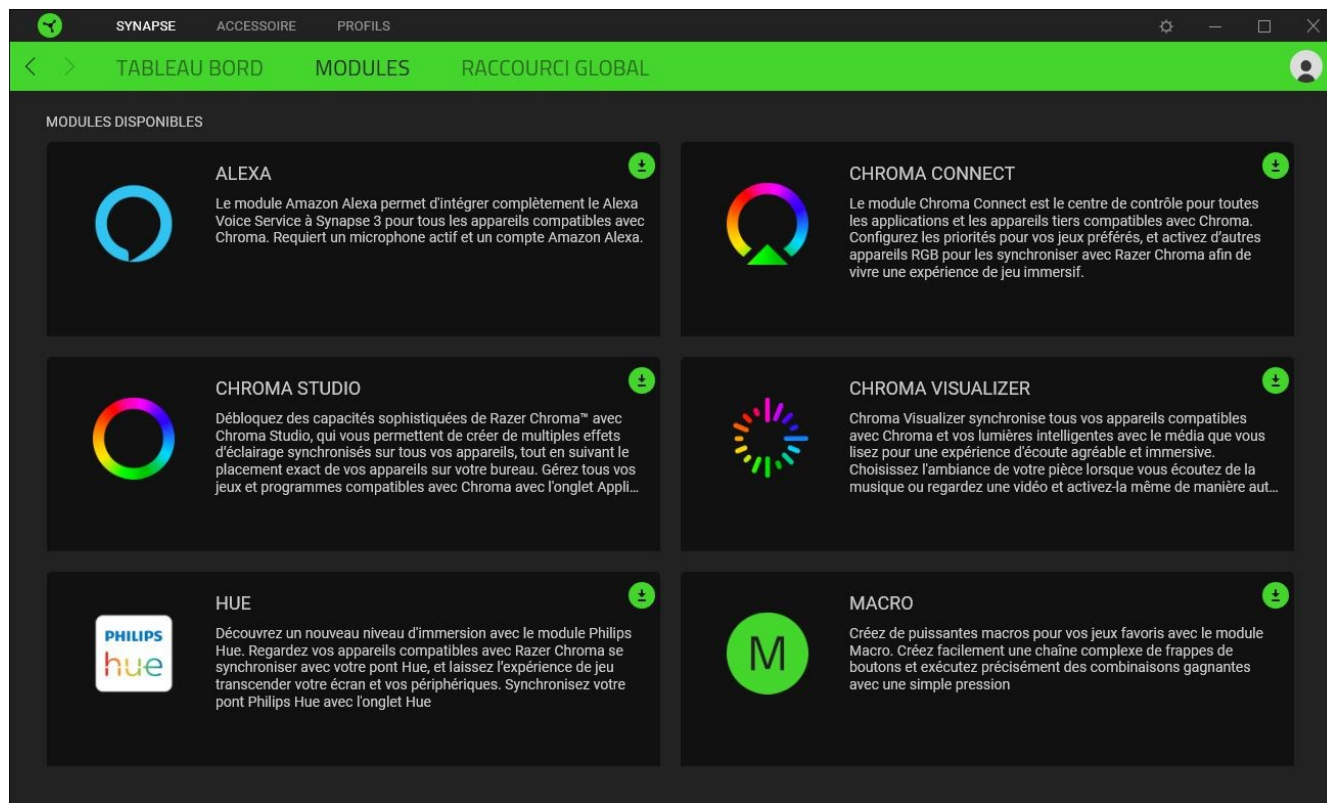 SYNAPSE ACCESSOIRE PROFILS
TABLEAU BORD MODULES RACCOURCI GLOBAL
MODULES DISPONIBLES
ALEXA
Le module Amazon Alexa permet d'intégrer complètement le Alexa
Voice Service à Synapse 3 pour tous les appareils compatibles avec
Chroma. Requiert un microphone actif et un compte Amazon Alexa.
CHROMA CONNECT
Le module Chroma Connect est le centre de contrôle pour toutes
les applications et les appareils tiers compatibles avec Chroma.
Configurez les priorités pour vos jeux préférés, et activez d'autres
appareils RGB pour les synchroniser avec Razer Chroma afin de
vivre une expérience de jeu immersif.
CHROMA STUDIO
Débloquez des capacités sophistiquées de Razer Chroma™ avec
Chroma Studio, qui vous permettent de créer de multiples effets
d'éclairage synchronisés sur tous vos appareils, tout en suivant le
placement exact de vos appareils sur votre bureau. Gérez tous vos
jeux et programmes compatibles avec Chroma avec l'onglet Appli...
CHROMA VISUALIZER
Chroma Visualizer synchronise tous vos appareils compatibles
avec Chroma et vos lumières intelligentes avec le média que vous
lisez pour une expérience d'écoute agréable et immersive.
Choisissez l'ambiance de votre pièce lorsque vous écoutez de la
musique ou regardez une vidéo et activez-la même de manière aut...
PHILIPS
hue
HUE
Découvrez un nouveau niveau d'immersion avec le module Philips
Hue. Regardez vos appareils compatibles avec Razer Chroma se
synchroniser avec votre pont Hue, et laissez l'expérience de jeu
transcender votre écran et vos périphériques. Synchronisez votre
pont Philips Hue avec l'onglet Hue
M
MACRO
Créez de puissantes macros pour vos jeux favoris avec le module
Macro. Créez facilement une chaîne complexe de frappes de
boutons et exécutez précisément des combinaisons gagnantes
avec une simple pression